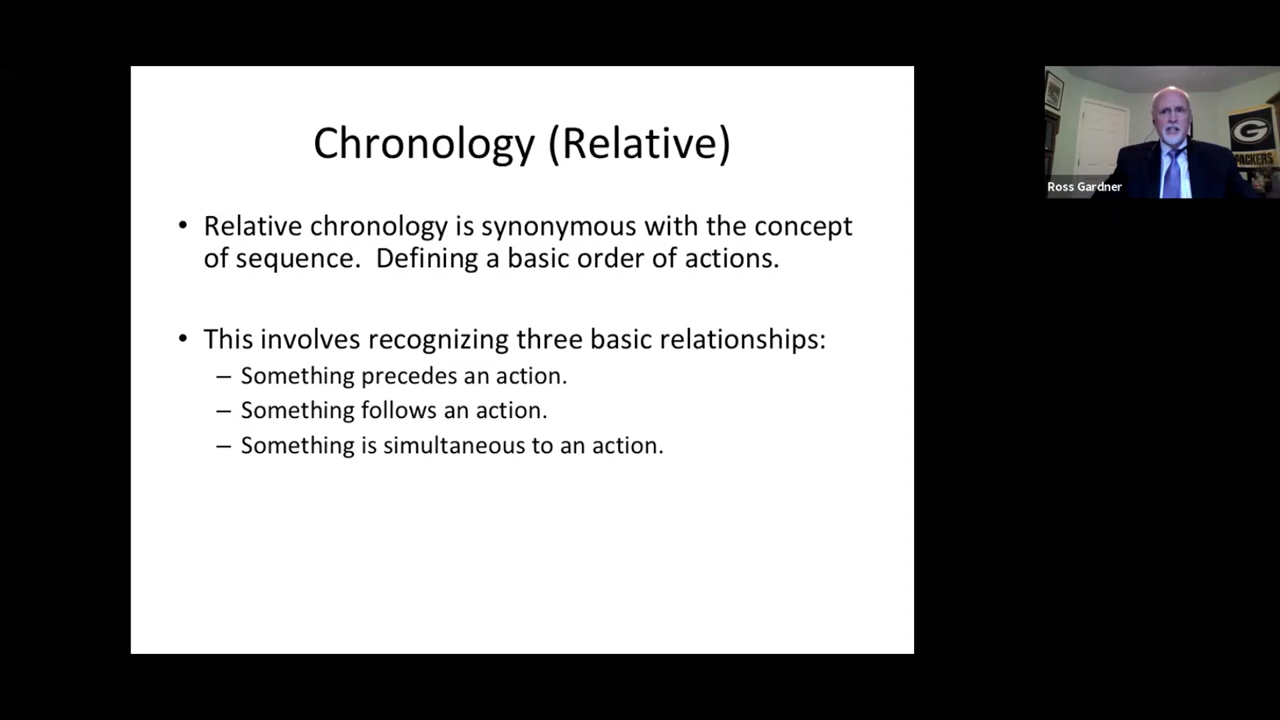 Chronology (Relative)
• Relative chronology is synonymous with the concept
of sequence.  Defining a basic order of actions.
• This involves recognizing three basic relationships:
– Something precedes an action.
– Something follows an action.
– Something is simultaneous to an action.
G
PACKERS
Ross Gardner